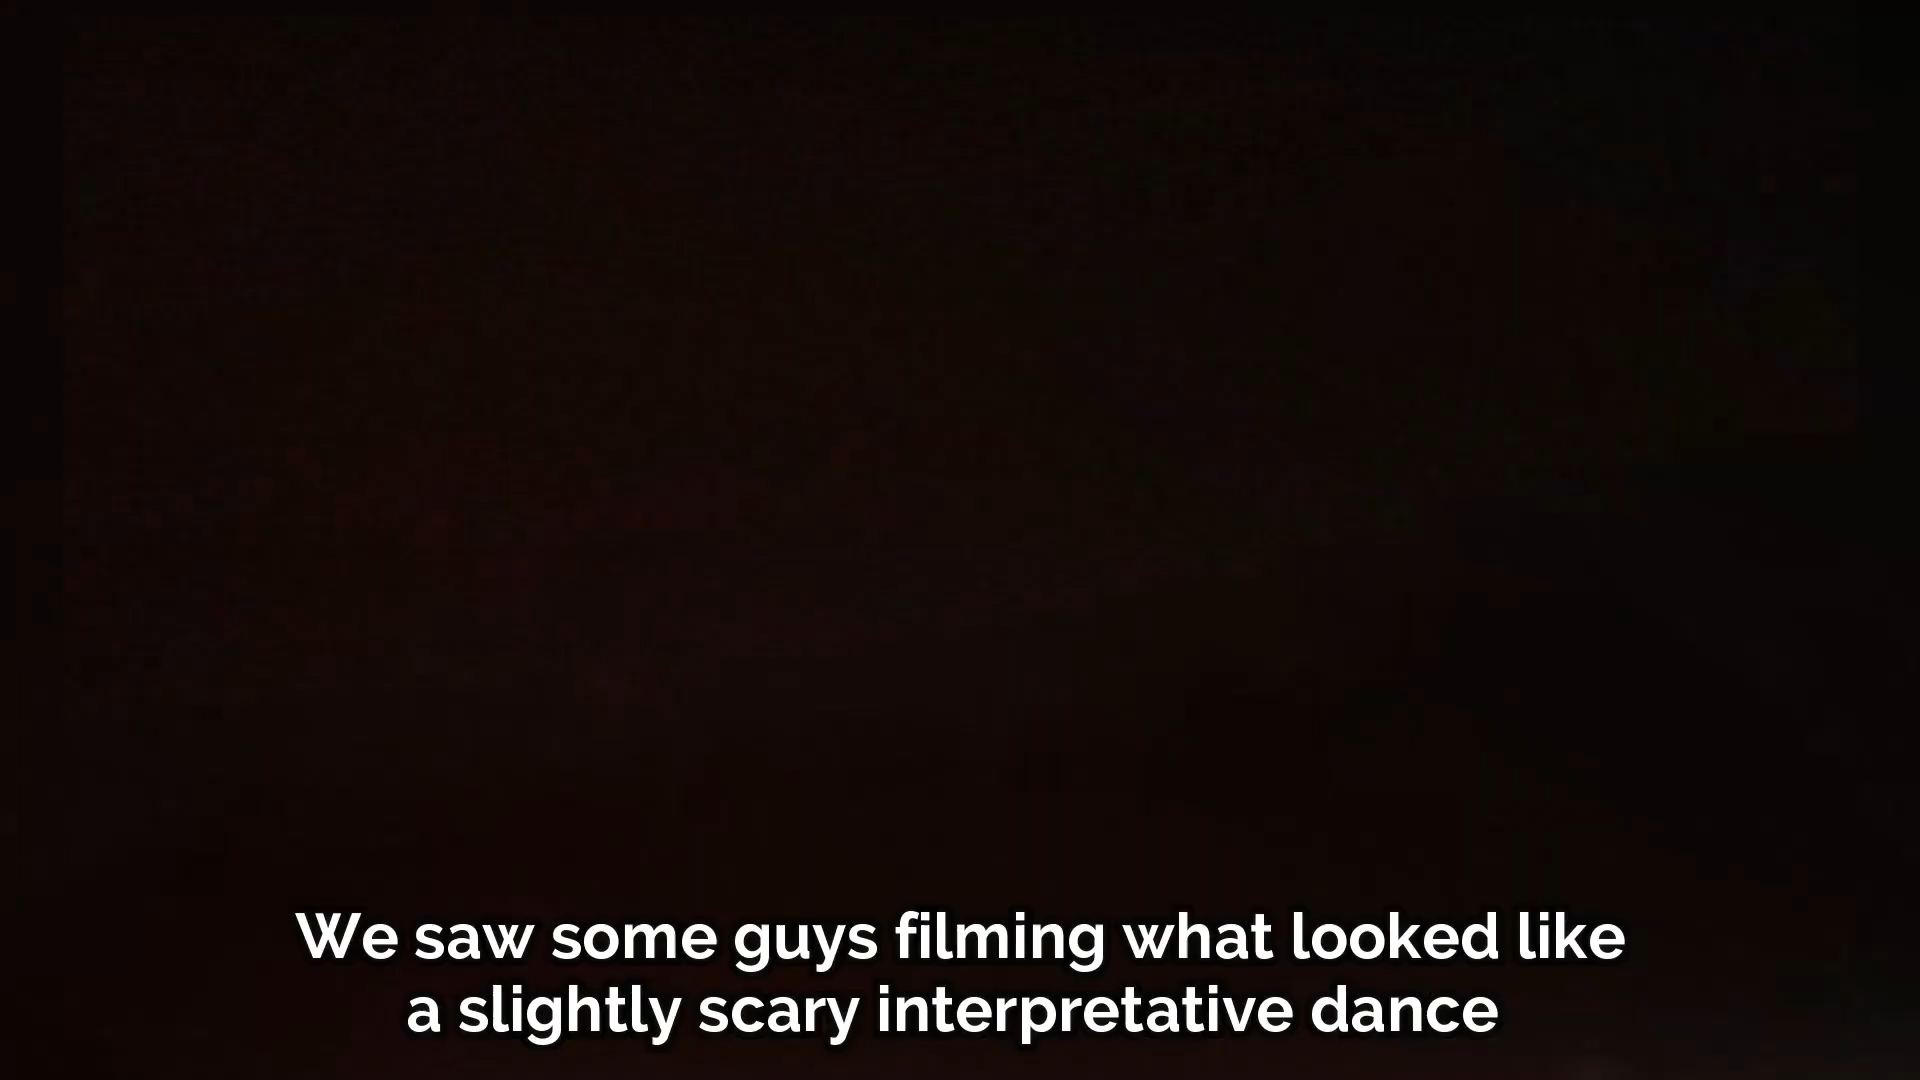 We saw some guys filming what looked like
a slightly scary interpretative dance